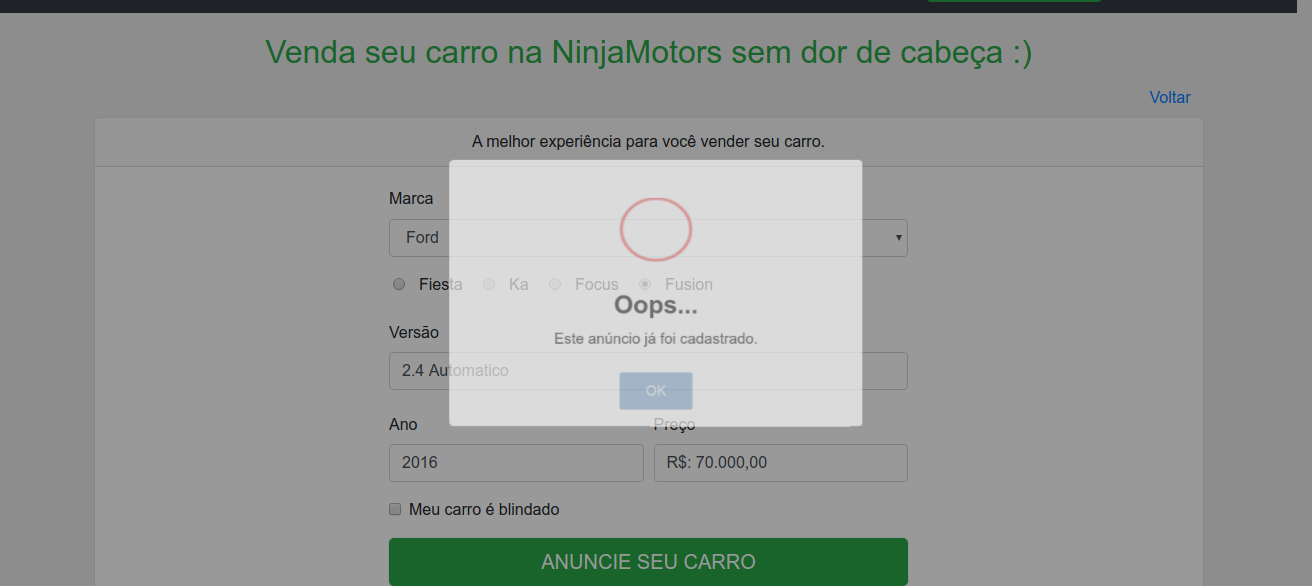 Venda seu carro na NinjaMotors sem dor de cabeça :)
Voltar
A melhor experiência para você vender seu carro.
Marca
Ford
Fiesta Ka Focus Fusion
Oops...
Versão
Este anúncio já foi cadastrado.
2.4 Automatico
OK
Ano Preço
2016 R$: 70.000,00
Meu carro é blindado
ANUNCIE SEU CARRO